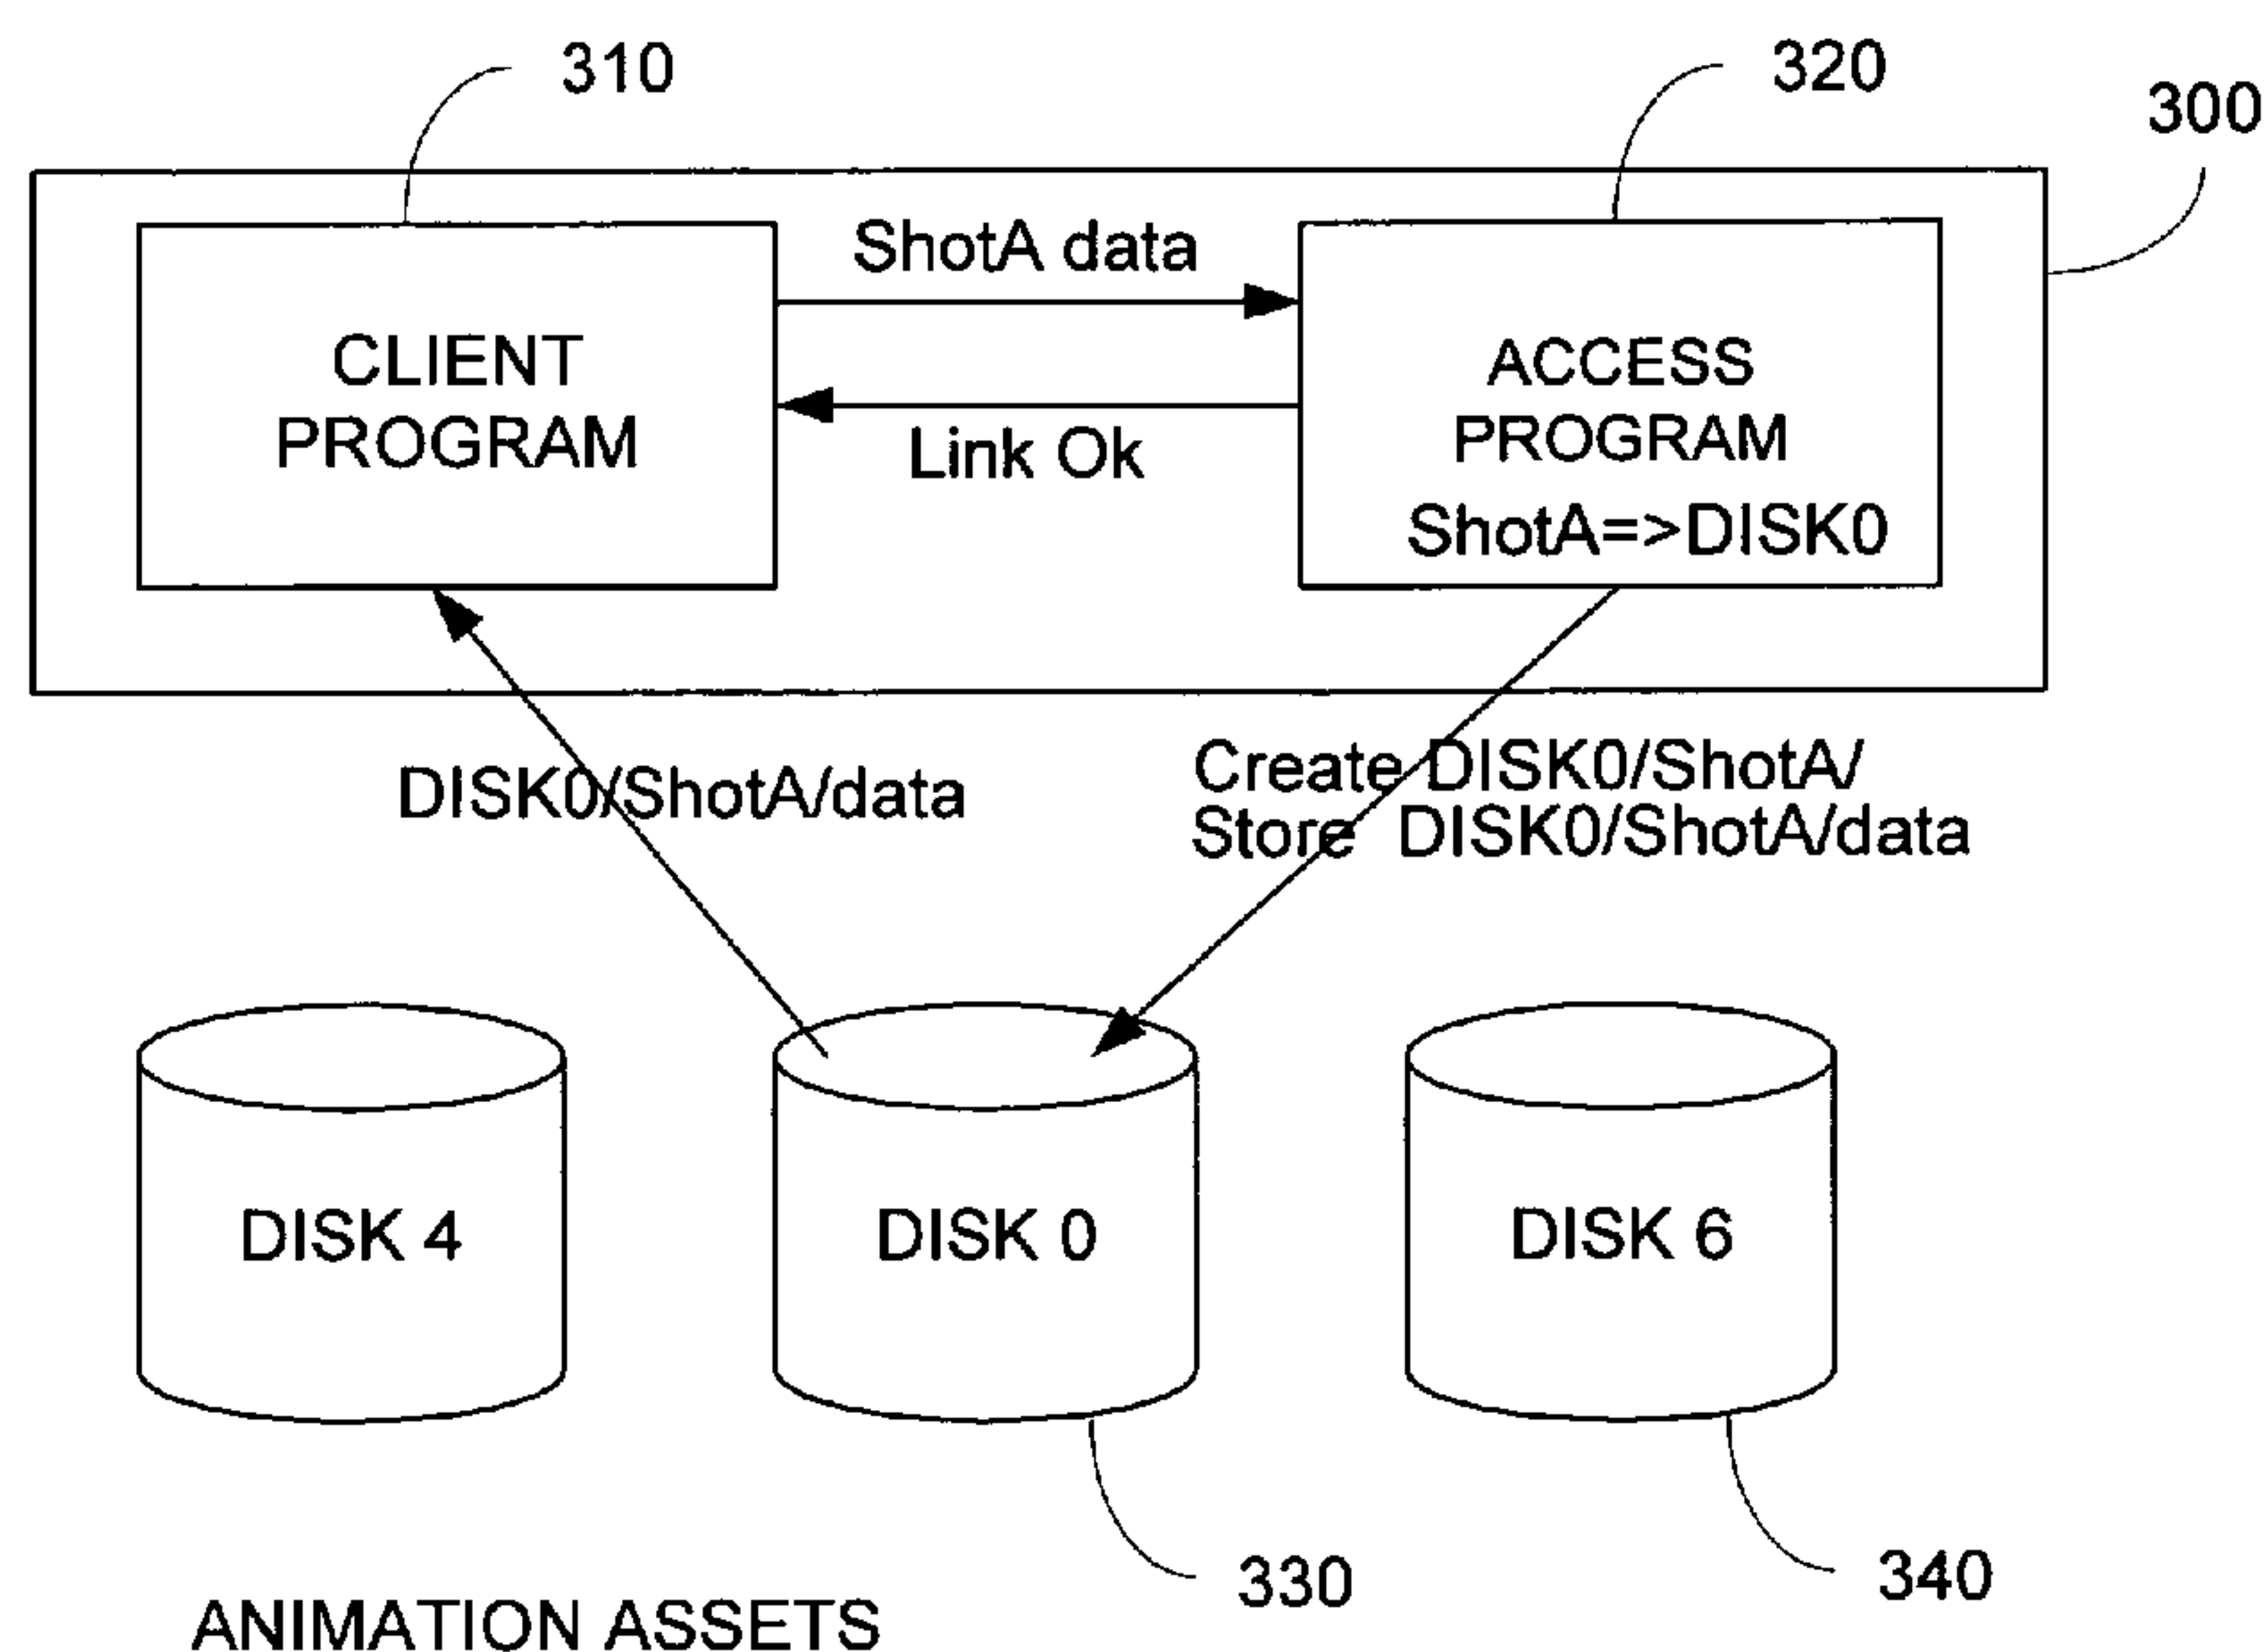 310
320
300
ShotA data
CLIENT
PROGRAM
Link Ok
ACCESS
PROGRAM
ShotA=>DISK0
DISK0/ShotA/data
Create DISK0/ShotA/
Store DISK0/ShotA/data
DISK 4
DISK 0
DISK 6
330
340
ANIMATION ASSETS